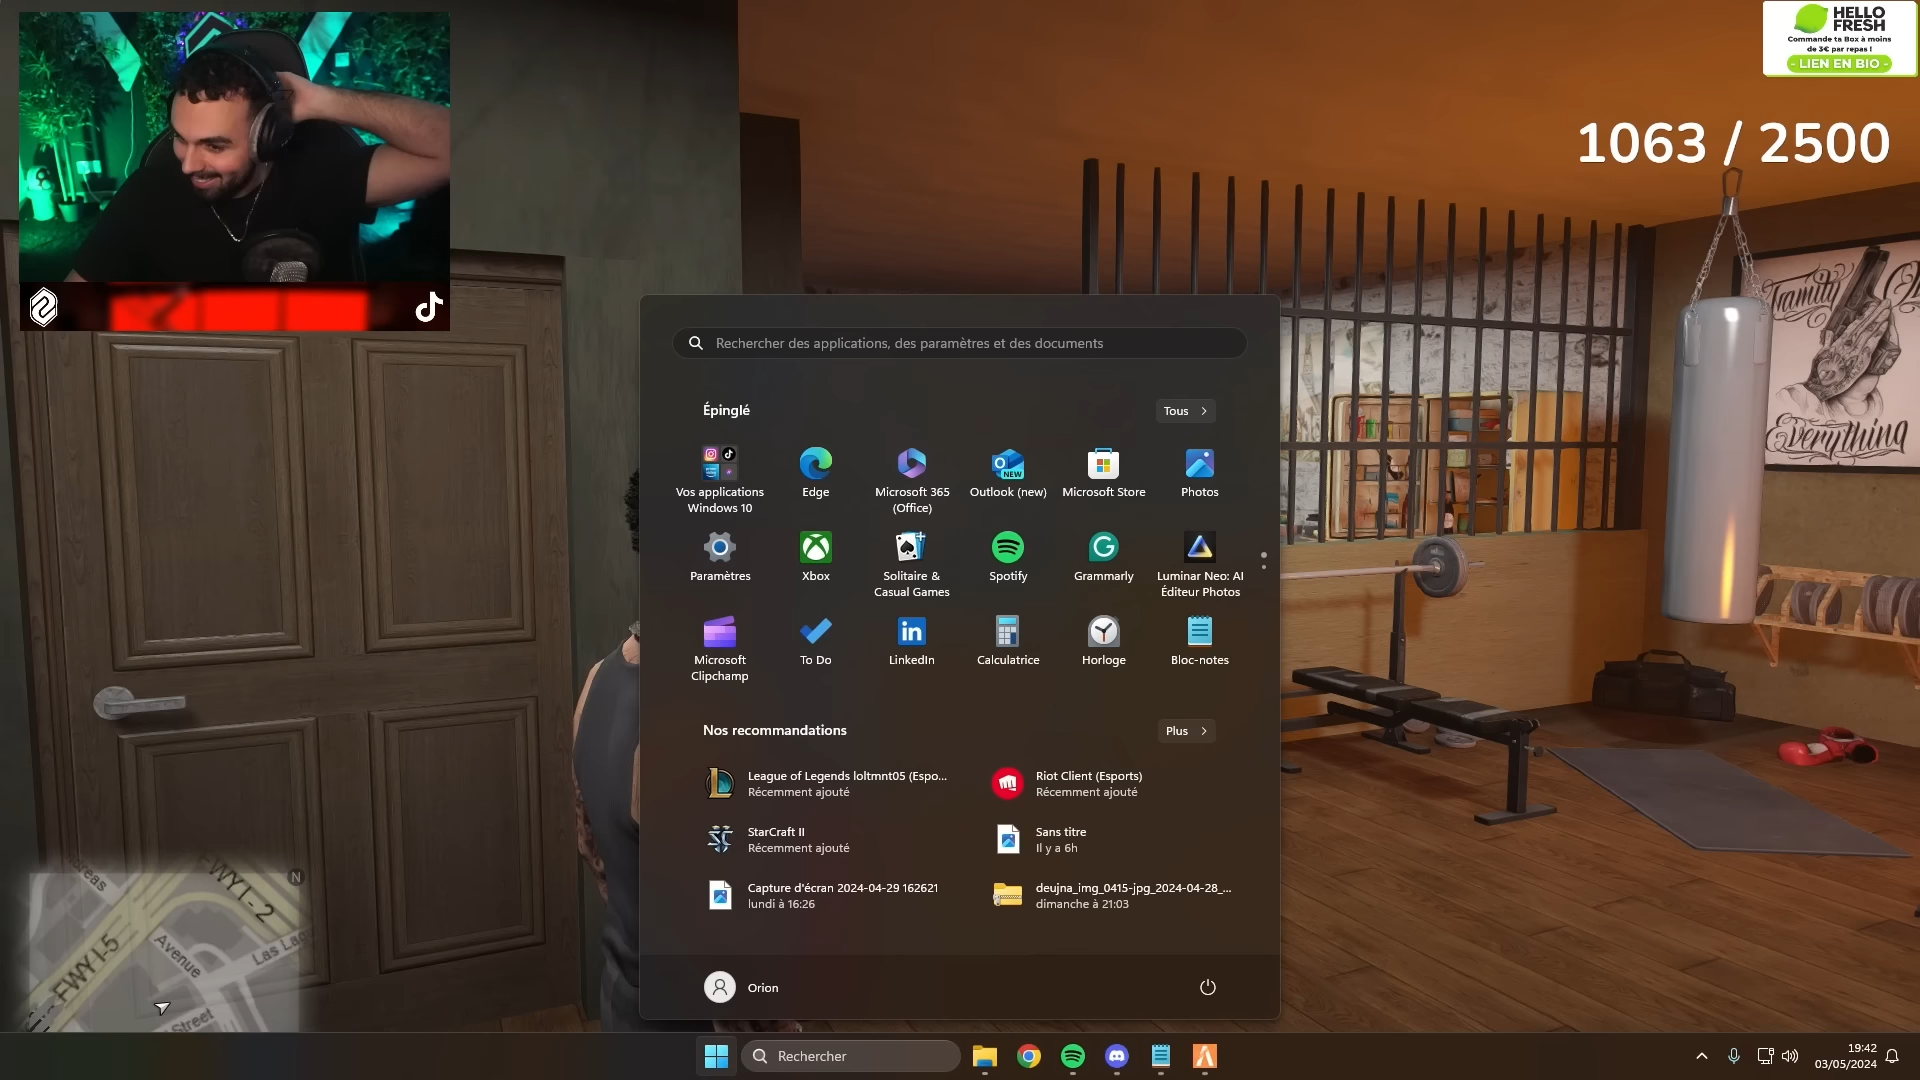 HELLO
FRESH
Commande ta Box à moins
de 3€ par repas !
- LIEN EN BIO -
1063 / 2500
Family
Everything
Rechercher des applications, des paramètres et des documents
Épinglé
Tous
Vos applications
Windows 10
Edge
Microsoft 365
(Office)
NEW
Outlook (new)
Microsoft Store
Photos
Paramètres
Xbox
Solitaire &
Casual Games
Spotify
Grammarly
Luminar Neo: AI
Éditeur Photos
Microsoft
Clipchamp
To Do
LinkedIn
Calculatrice
Horloge
Bloc-notes
Nos recommandations
Plus
League of Legends loltmnt05 (Espo...
Récemment ajouté
Riot Client (Esports)
Récemment ajouté
StarCraft II
Récemment ajouté
Sans titre
Il y a 6h
Capture d'écran 2024-04-29 162621
lundi à 16:26
deujna_img_0415-jpg_2024-04-28_...
dimanche à 21:03
Orion
N
FWY I-2
FWY I-5
Avenue
Street
Rechercher
19:42
03/05/2024